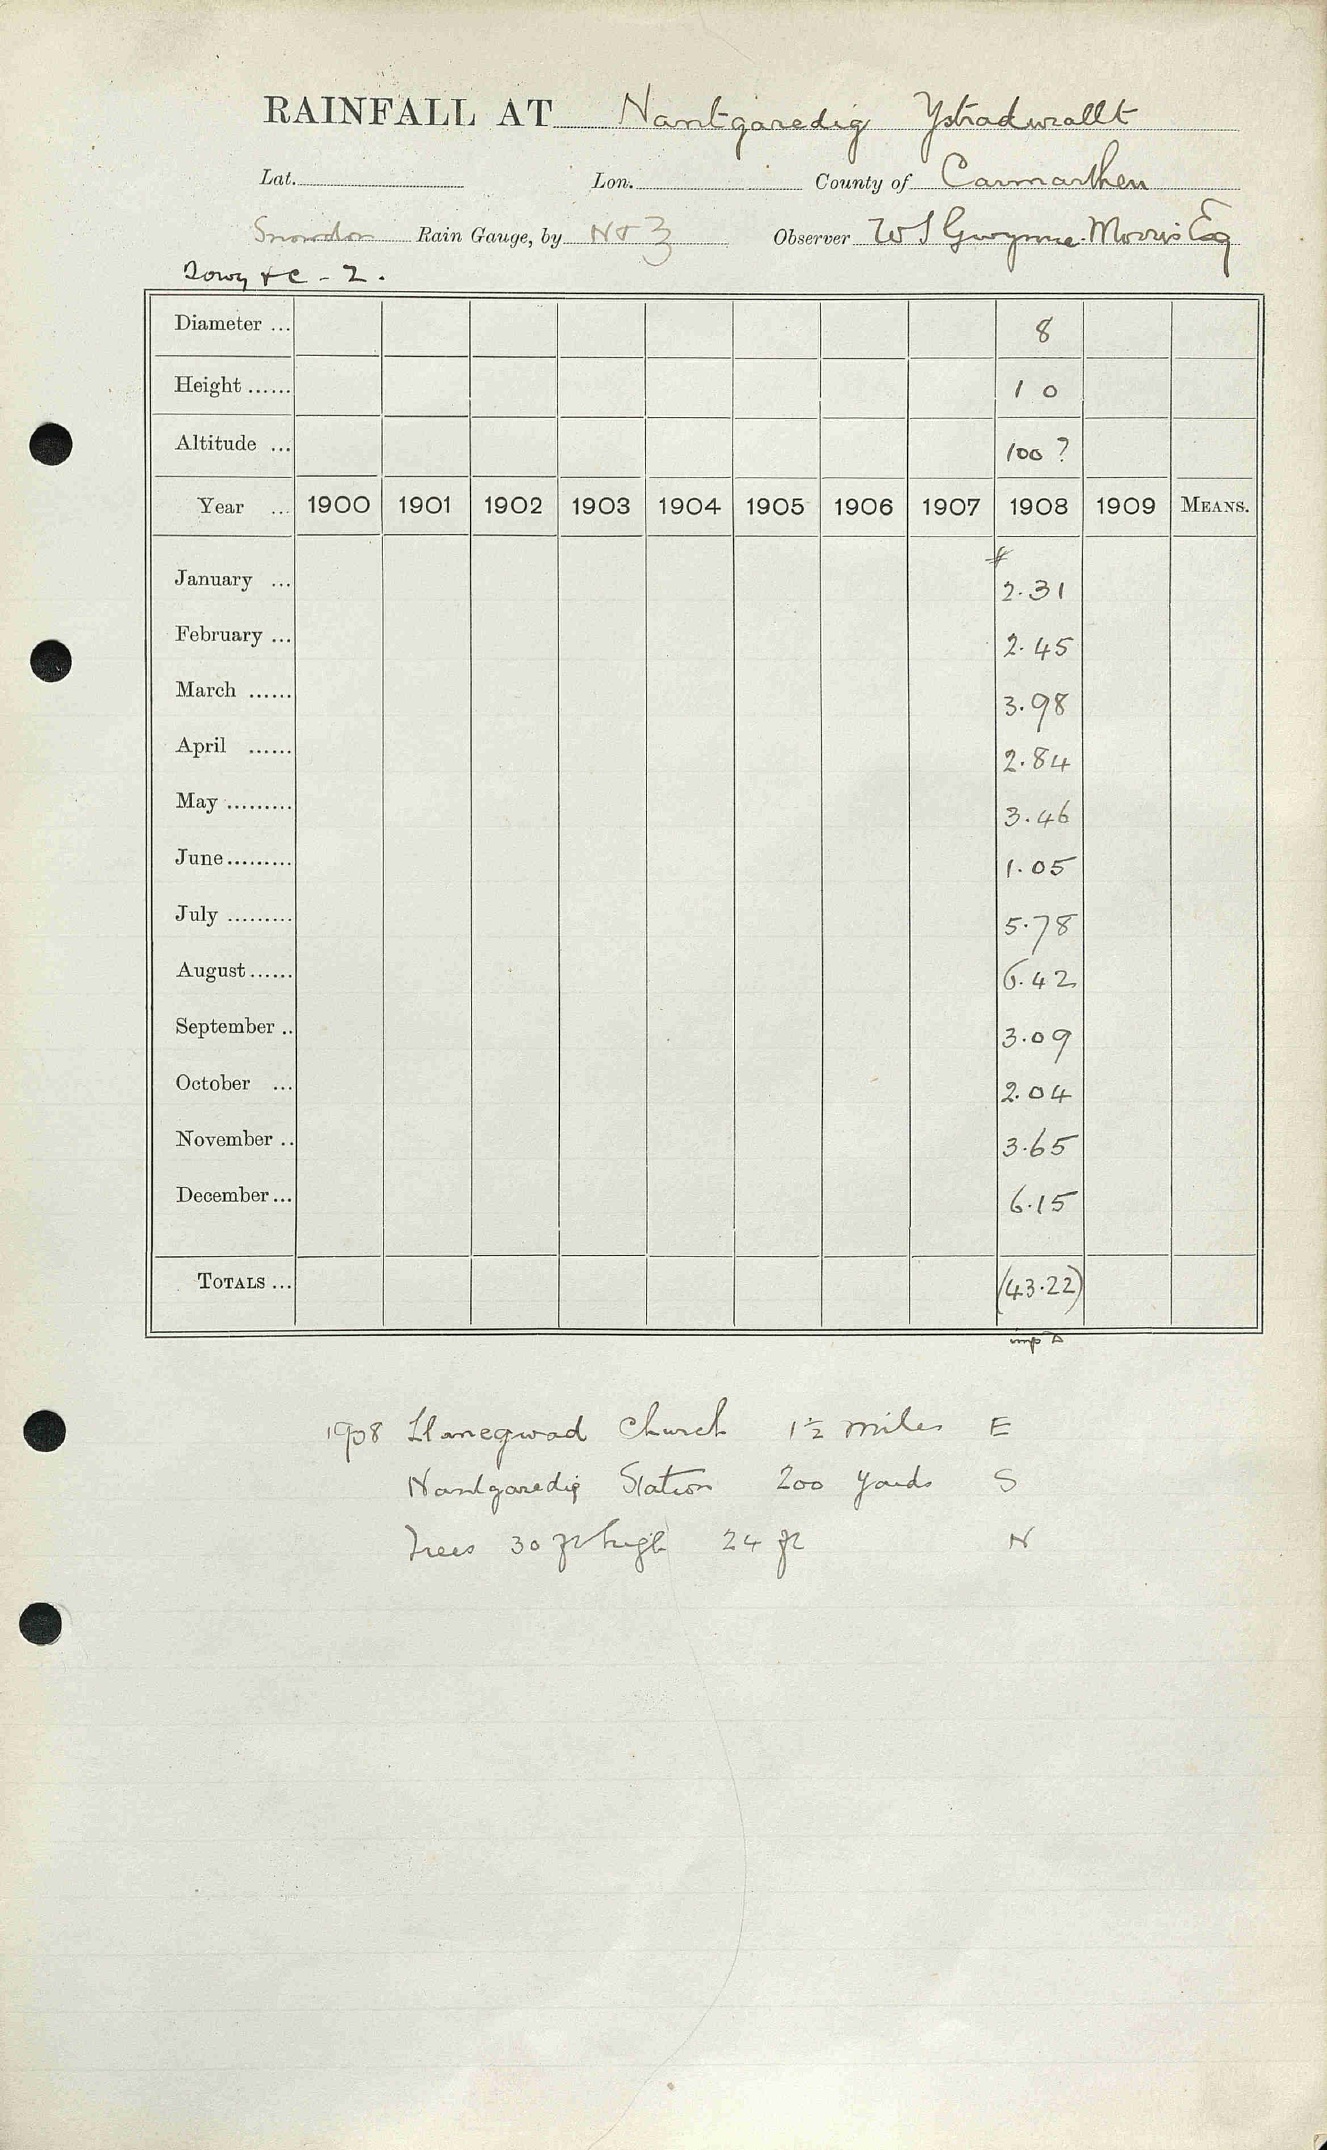 RAINFALL AT Nantgaredig Ystradwrallt
Lat. Lon. County of Carmarthen
Snowdon Rain Gauge, by N & Z Observer W S Gwynne-Morris Esq
Towy &c - 2.
Diameter ... 8
Height ...... 1 0
Altitude ... 100 ?
Year ... 1900 1901 1902 1903 1904 1905 1906 1907 1908 1909 MEANS.
January ... # 2.31
February ... 2.45
March ...... 3.98
April ...... 2.84
May ......... 3.46
June ......... 1.05
July ......... 5.78
August ...... 6.42
September .. 3.09
October ... 2.04
November .. 3.65
December ... 6.15
TOTALS ... (43.22)
1908 Llanegwad Church 1½ miles E
Nantgaredig Station 200 yards S
Trees 30 ft high 24 ft N